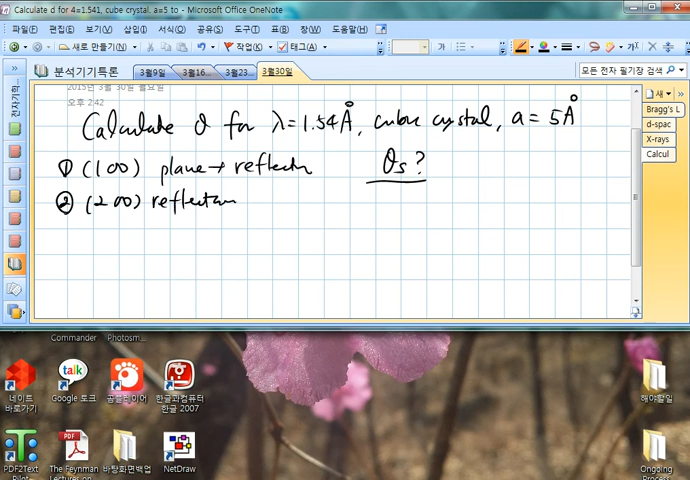 Calculate d for 4=1.541, cube crystal. a=5 to - Microsoft Office OneNote
파일(F) 편집(E) 보기(V) 삽입(I) 서식(O) 공유(S) 도구(T) 표(B) 창(W) 도움말(H)
새로 만들기(N) 작업(K) 태그(A)
분석기기특론 3월9일 3월16... 3월23... 3월30일 모든 전자 필기장 검색
전자기학...
새
Bragg's L
d-spac
X-rays
Calcul
2015년 3월 30일 월요일
오후 2:42
Calculate θ for λ=1.54Å, cubic crystal, a = 5Å
① (100) plane → reflection θs?
② (200) reflection
Commander Photosm...
네이트 바로가기
Google 토크
곰플레이어
한글과컴퓨터 한글 2007
해야할일
PDF2Text Pilot
The Feynman Lectures on ...
바탕화면백업
NetDraw
Ongoing Process